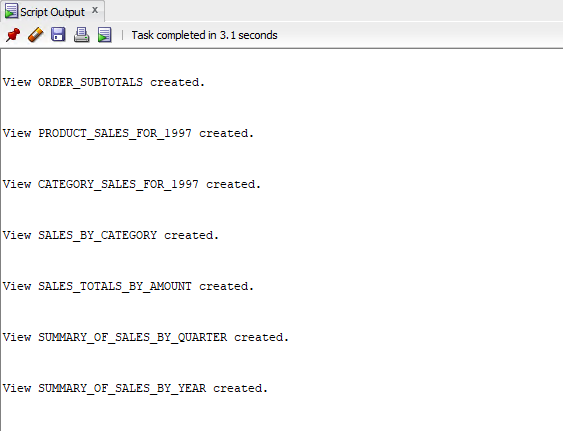 Script Output x
Task completed in 3.1 seconds
View ORDER_SUBTOTALS created.
View PRODUCT_SALES_FOR_1997 created.
View CATEGORY_SALES_FOR_1997 created.
View SALES_BY_CATEGORY created.
View SALES_TOTALS_BY_AMOUNT created.
View SUMMARY_OF_SALES_BY_QUARTER created.
View SUMMARY_OF_SALES_BY_YEAR created.